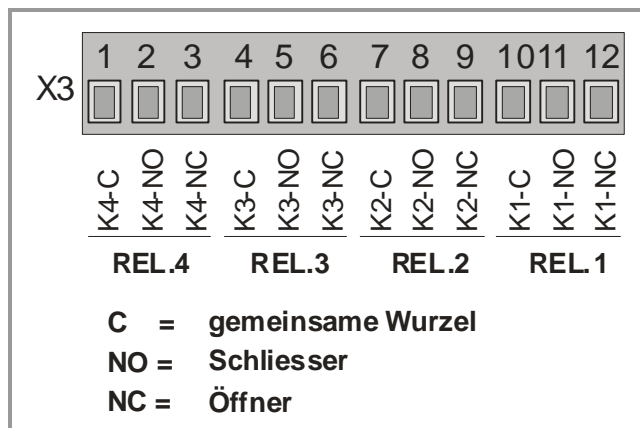 1 2 3 4 5 6 7 8 9 10 11 12
X3
K4-C K4-NO K4-NC K3-C K3-NO K3-NC K2-C K2-NO K2-NC K1-C K1-NO K1-NC
REL.4 REL.3 REL.2 REL.1
C = gemeinsame Wurzel
NO = Schliesser
NC = Öffner